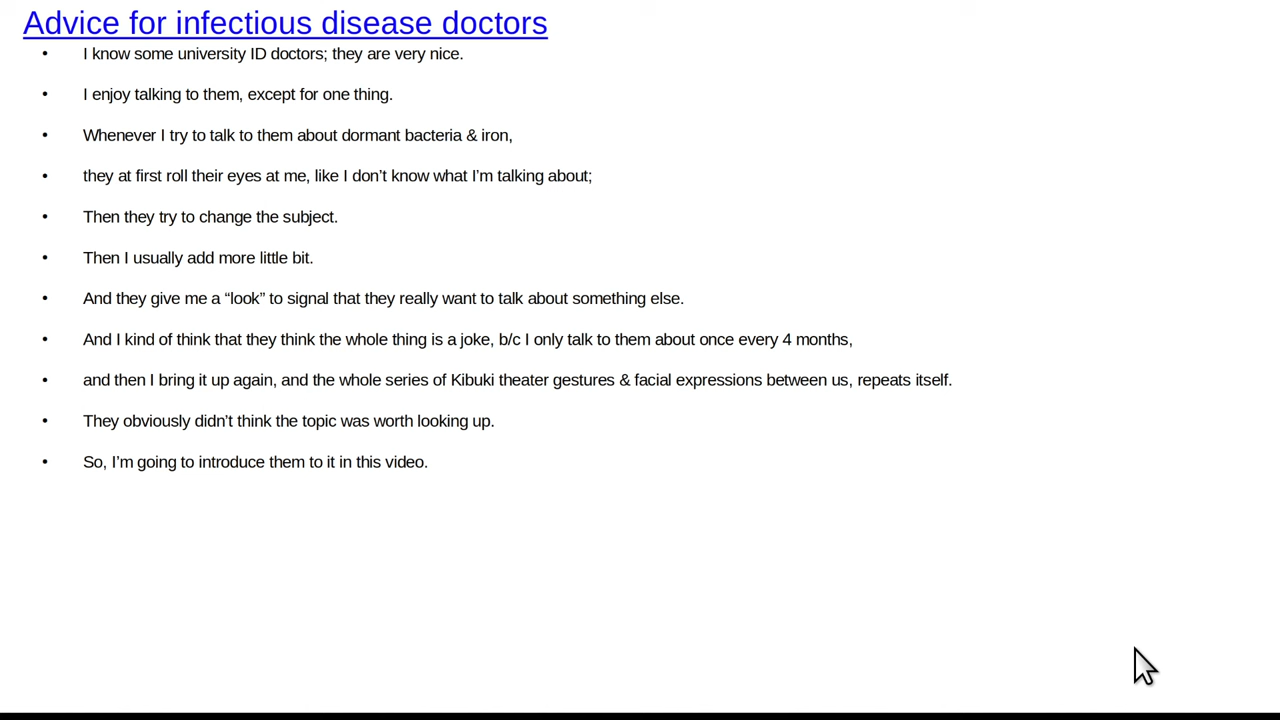 Advice for infectious disease doctors
• I know some university ID doctors; they are very nice.
• I enjoy talking to them, except for one thing.
• Whenever I try to talk to them about dormant bacteria & iron,
• they at first roll their eyes at me, like I don’t know what I’m talking about;
• Then they try to change the subject.
• Then I usually add more little bit.
• And they give me a “look” to signal that they really want to talk about something else.
• And I kind of think that they think the whole thing is a joke, b/c I only talk to them about once every 4 months,
• and then I bring it up again, and the whole series of Kibuki theater gestures & facial expressions between us, repeats itself.
• They obviously didn’t think the topic was worth looking up.
• So, I’m going to introduce them to it in this video.